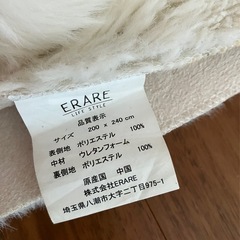 ERARE
LIFE STYLE
品質表示
サイズ 200 × 240 cm
表側地 ポリエステル 100%
中材 ウレタンフォーム
裏側地 ポリエステル 100%
原産国 中国
株式会社ERARE
埼玉県八潮市大字二丁目975-1